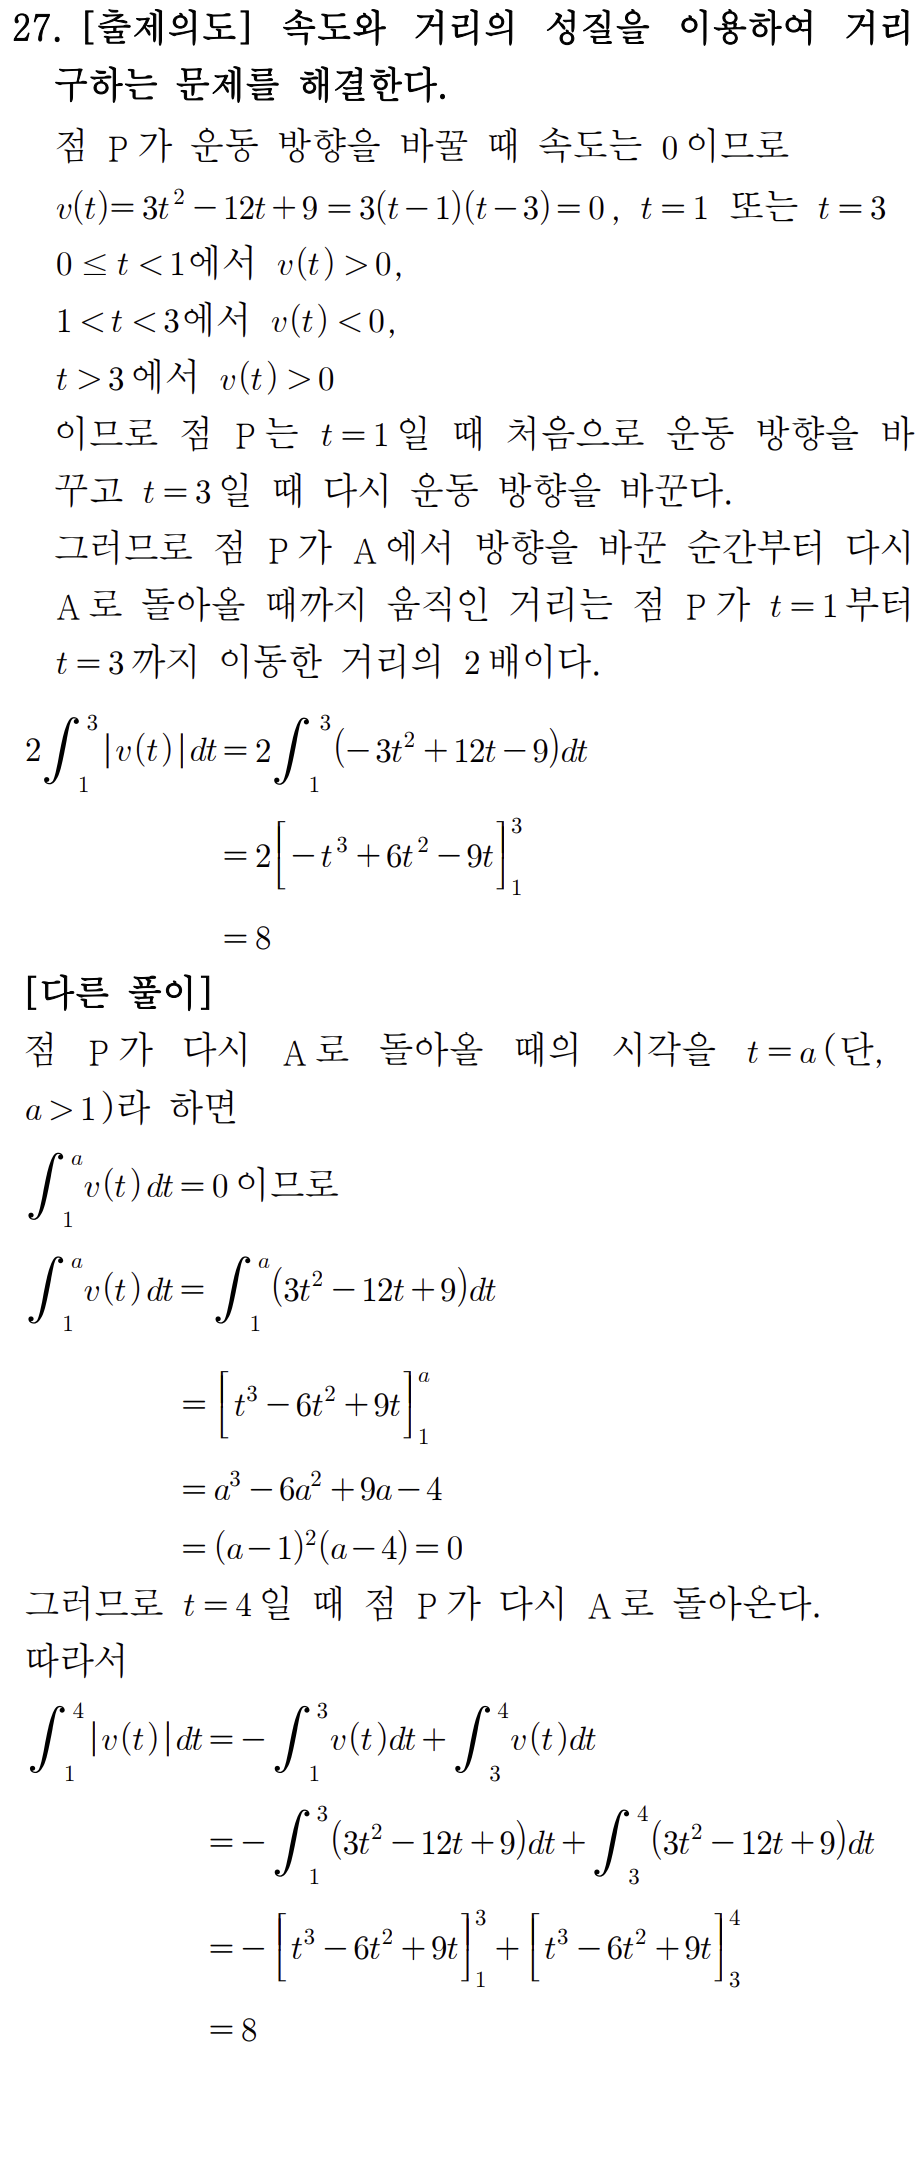 27. [출제의도] 속도와 거리의 성질을 이용하여 거리
구하는 문제를 해결한다.
점 P가 운동 방향을 바꿀 때 속도는 0이므로
v(t)=3t²−12t+9=3(t−1)(t−3)=0, t=1 또는 t=3
0≤t<1에서 v(t)>0,
1<t<3에서 v(t)<0,
t>3에서 v(t)>0
이므로 점 P는 t=1일 때 처음으로 운동 방향을 바
꾸고 t=3일 때 다시 운동 방향을 바꾼다.
그러므로 점 P가 A에서 방향을 바꾼 순간부터 다시
A로 돌아올 때까지 움직인 거리는 점 P가 t=1부터
t=3까지 이동한 거리의 2배이다.
2∫₁³|v(t)|dt=2∫₁³(−3t²+12t−9)dt
=2[−t³+6t²−9t]₁³
=8
[다른 풀이]
점 P가 다시 A로 돌아올 때의 시각을 t=a(단,
a>1)라 하면
∫₁ᵃv(t)dt=0이므로
∫₁ᵃv(t)dt=∫₁ᵃ(3t²−12t+9)dt
=[t³−6t²+9t]₁ᵃ
=a³−6a²+9a−4
=(a−1)²(a−4)=0
그러므로 t=4일 때 점 P가 다시 A로 돌아온다.
따라서
∫₁⁴|v(t)|dt=−∫₁³v(t)dt+∫₃⁴v(t)dt
=−∫₁³(3t²−12t+9)dt+∫₃⁴(3t²−12t+9)dt
=−[t³−6t²+9t]₁³+[t³−6t²+9t]₃⁴
=8